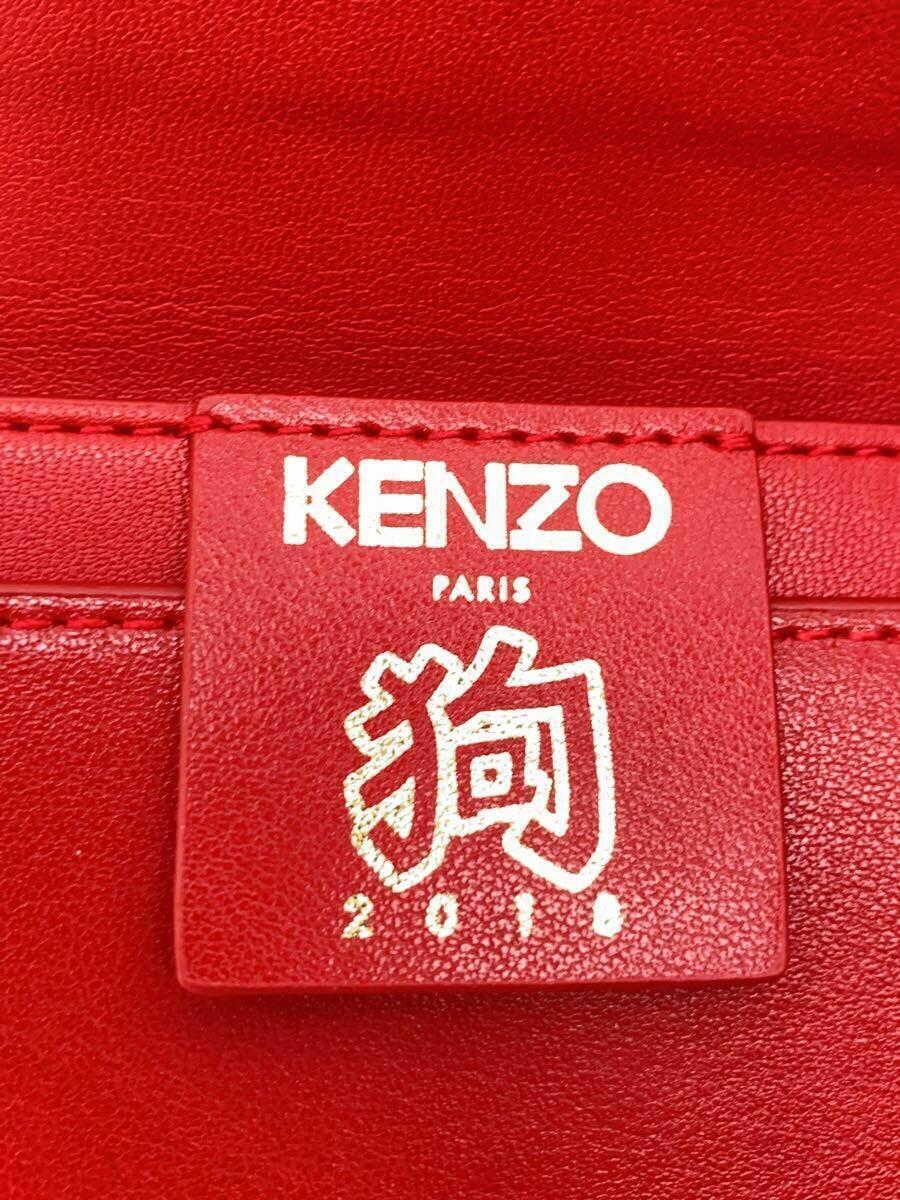 KENZO
PARIS
狗
2018